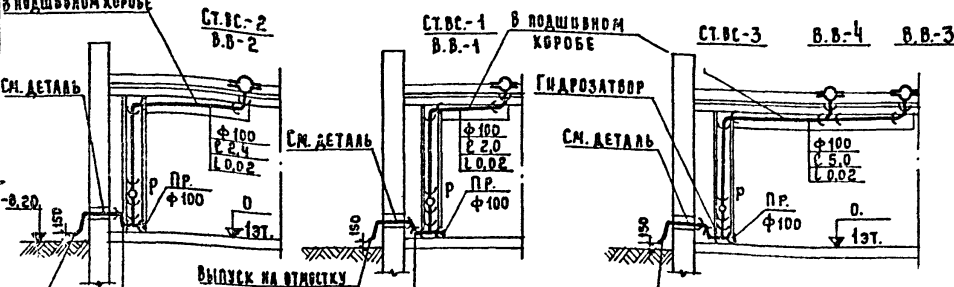 В ПОДШИВНОМ КОРОБЕ
СТ.ВС.-2
В.В-2
СМ. ДЕТАЛЬ
ф100
ℓ 2,4
i 0,02
Р
ПР.
ф100
-0,20
150
0.
1ЭТ.
СТ.ВС.-1
В.В.-1
В ПОДШИВНОМ
КОРОБЕ
СМ. ДЕТАЛЬ
ф100
ℓ 2,0
i 0,02
Р
ПР.
ф100
150
ВЫПУСК НА ОТМОСТКУ
СТ.ВС-3
В.В.-4
В.В.-3
ГИДРОЗАТВОР
СМ. ДЕТАЛЬ
ф100
ℓ 5,0
i 0,02
Р
ПР.
ф100
150
0.
1ЭТ.